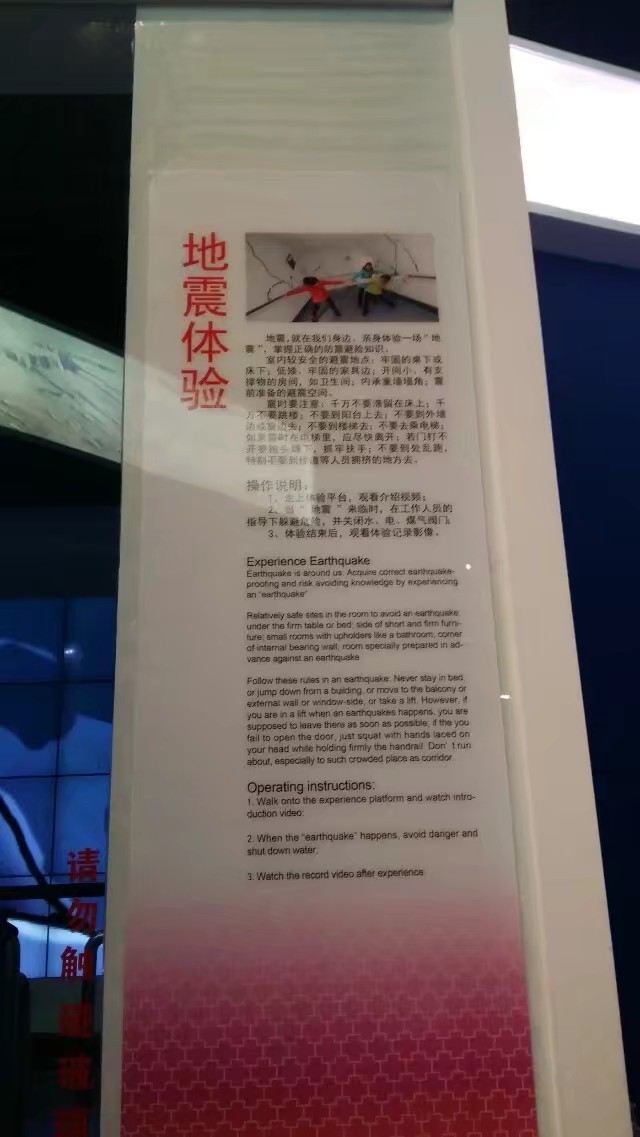 地震体验
地震,就在我们身边。亲身体验一场“地
震”,掌握正确的防震避险知识。
室内较安全的避震地点:牢固的桌下或
床下;低矮、牢固的家具边;开间小、有支
撑物的房间,如卫生间;内承重墙墙角;震
前准备的避震空间。
震时要注意:千万不要滞留在床上;千
万不要跳楼;不要到阳台上去;不要到外墙
边或窗边去;不要到楼梯去;不要去乘电梯;
如果震时在电梯里,应尽快离开;若门打不
开要抱头蹲下,抓牢扶手;不要到处乱跑,
特别不要到楼道等人员拥挤的地方去。
操作说明:
1、走上体验平台,观看介绍视频;
2、当“地震”来临时,在工作人员的
指导下躲避危险,并关闭水、电、煤气阀门;
3、体验结束后,观看体验记录影像。
Experience Earthquake
Earthquake is around us. Acquire correct earthquake-
proofing and risk avoiding knowledge by experiencing
an "earthquake"
Relatively safe sites in the room to avoid an earthquake:
under the firm table or bed; side of short and firm furni-
ture; small rooms with upholders like a bathroom; corner
of internal bearing wall; room specially prepared in ad-
vance against an earthquake
Follow these rules in an earthquake: Never stay in bed,
or jump down from a building, or move to the balcony or
external wall or window-side, or take a lift. However, if
you are in a lift when an earthquakes happens, you are
supposed to leave there as soon as possible; if the you
fail to open the door, just squat with hands laced on
your head while holding firmly the handrail. Don't run
about, especially to such crowded place as corridor.
Operating instructions:
1. Walk onto the experience platform and watch intro-
duction video:
2. When the "earthquake" happens, avoid danger and
shut down water;
3. Watch the record video after experience
请勿触碰玻